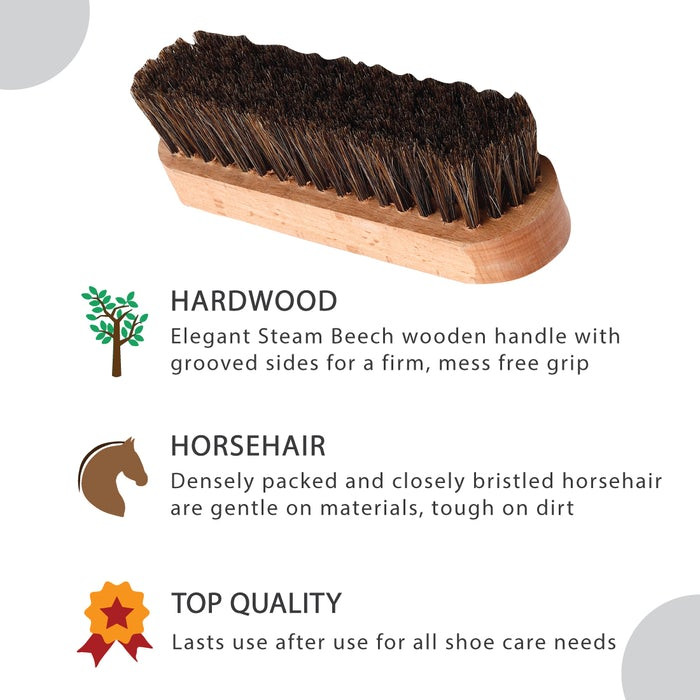 HARDWOOD
Elegant Steam Beech wooden handle with
grooved sides for a firm, mess free grip
HORSEHAIR
Densely packed and closely bristled horsehair
are gentle on materials, tough on dirt
TOP QUALITY
Lasts use after use for all shoe care needs